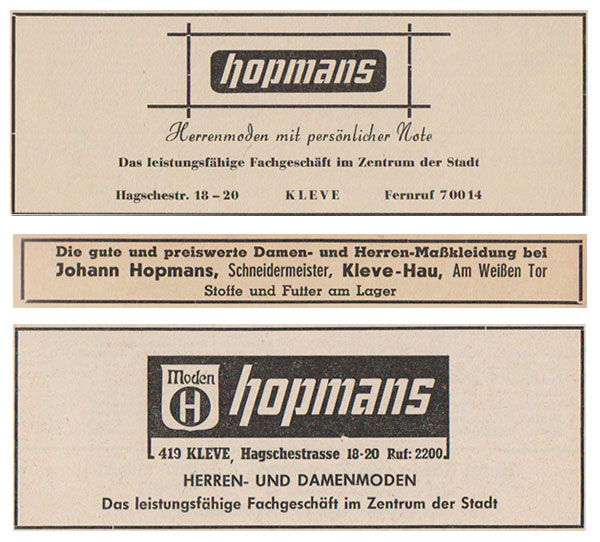 hopmans
Herrenmoden mit persönlicher Note
Das leistungsfähige Fachgeschäft im Zentrum der Stadt
Hagschestr. 18 – 20 KLEVE Fernruf 70014
Die gute und preiswerte Damen- und Herren-Maßkleidung bei
Johann Hopmans, Schneidermeister, Kleve-Hau, Am Weißen Tor
Stoffe und Futter am Lager
Moden
H
hopmans
419 KLEVE, Hagschestrasse 18-20 Ruf: 2200
HERREN- UND DAMENMODEN
Das leistungsfähige Fachgeschäft im Zentrum der Stadt